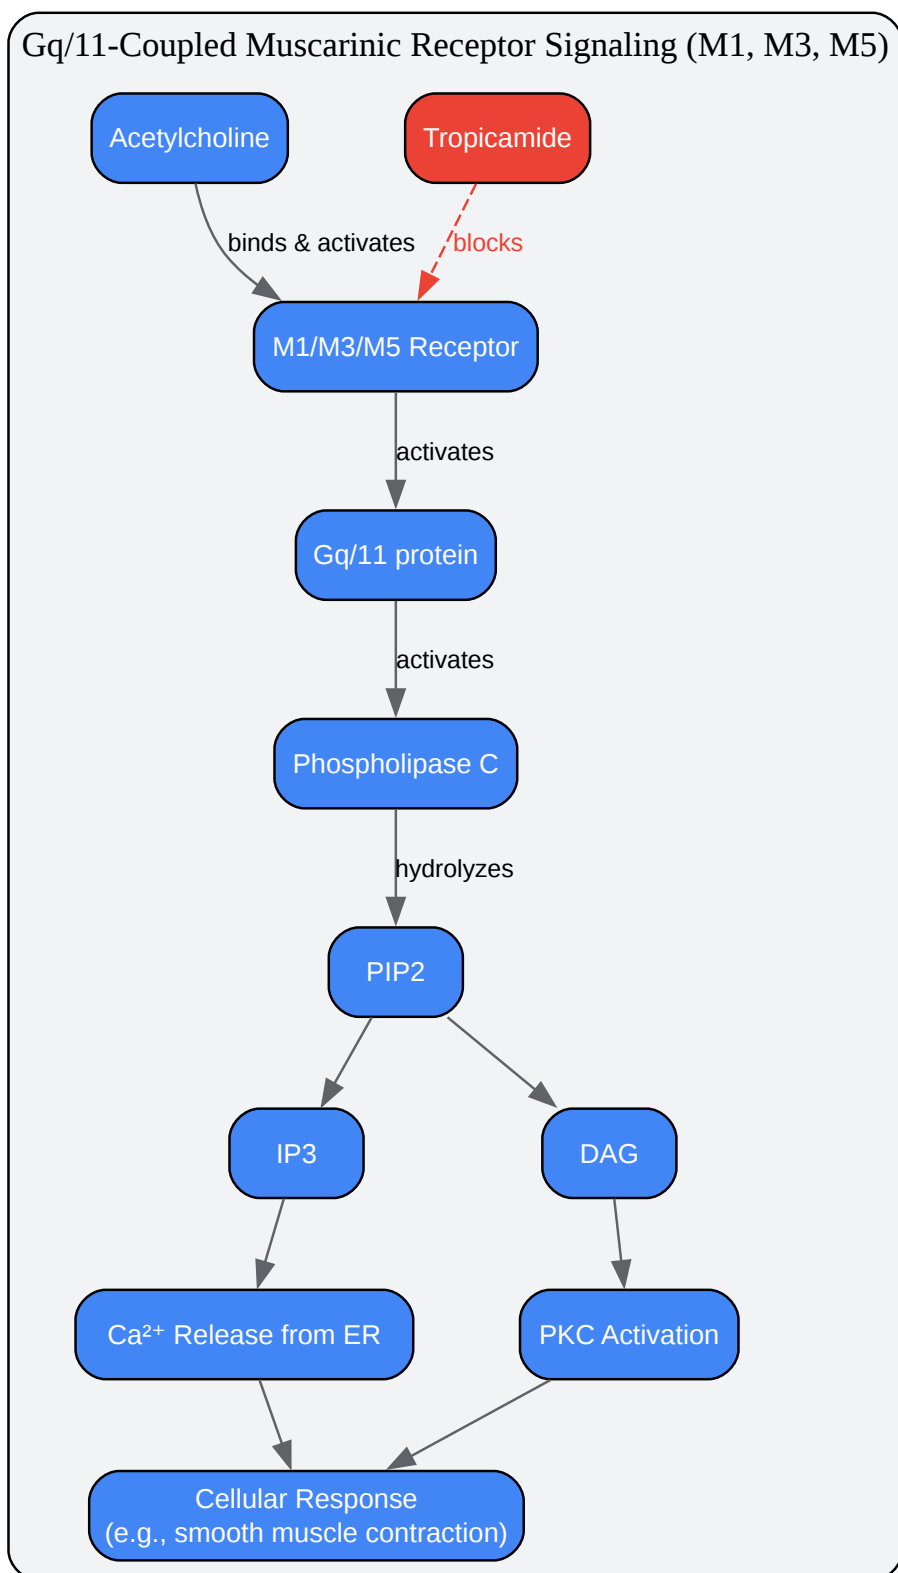 Gq/11-Coupled Muscarinic Receptor Signaling (M1, M3, M5)
Acetylcholine
Tropicamide
binds & activates
blocks
M1/M3/M5 Receptor
activates
Gq/11 protein
activates
Phospholipase C
hydrolyzes
PIP2
IP3
DAG
Ca²⁺ Release from ER
PKC Activation
Cellular Response
(e.g., smooth muscle contraction)